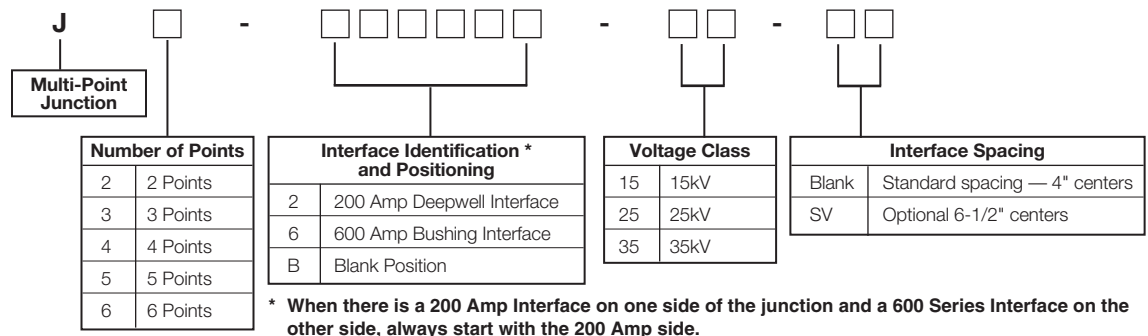 J - - -
Multi-Point
Junction
Number of Points
2 2 Points
3 3 Points
4 4 Points
5 5 Points
6 6 Points
Interface Identification *
and Positioning
2 200 Amp Deepwell Interface
6 600 Amp Bushing Interface
B Blank Position
Voltage Class
15 15kV
25 25kV
35 35kV
Interface Spacing
Blank Standard spacing — 4" centers
SV Optional 6-1/2" centers
* When there is a 200 Amp Interface on one side of the junction and a 600 Series Interface on the
other side, always start with the 200 Amp side.